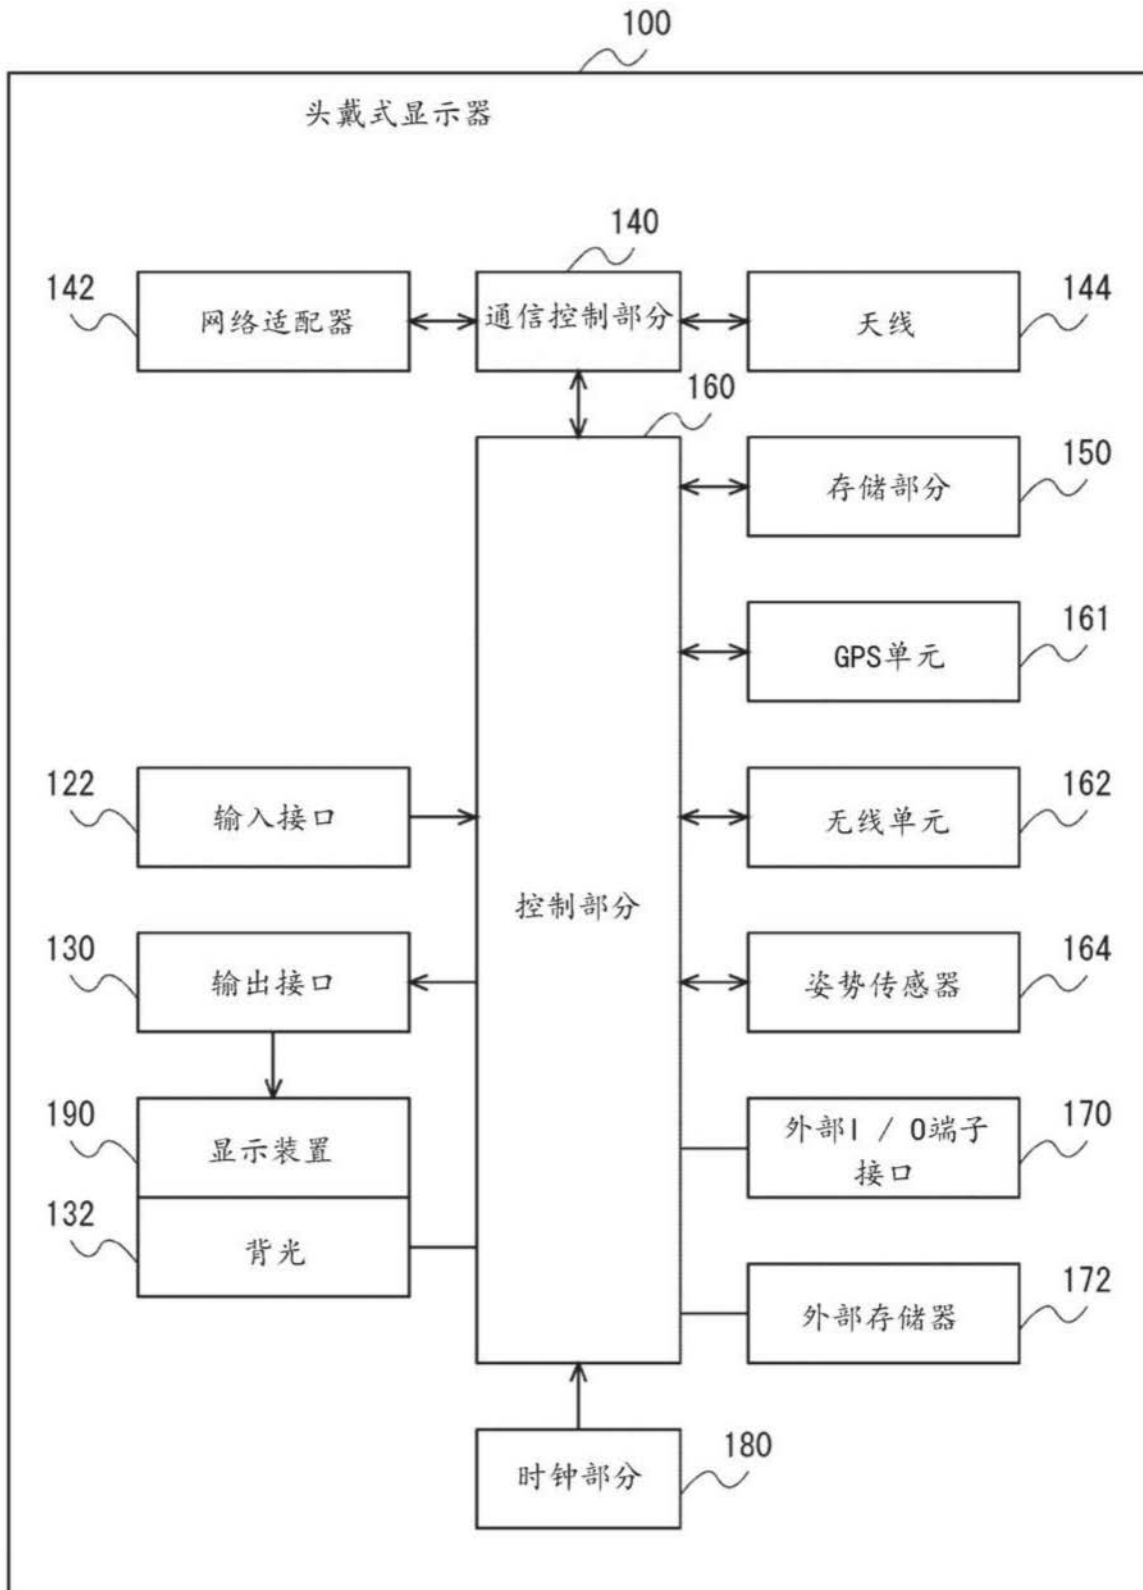 100
头戴式显示器
140
142
网络适配器
通信控制部分
天线
144
160
存储部分
150
GPS单元
161
122
输入接口
无线单元
162
控制部分
130
输出接口
姿势传感器
164
190
显示装置
外部I / O端子
接口
170
132
背光
外部存储器
172
时钟部分
180